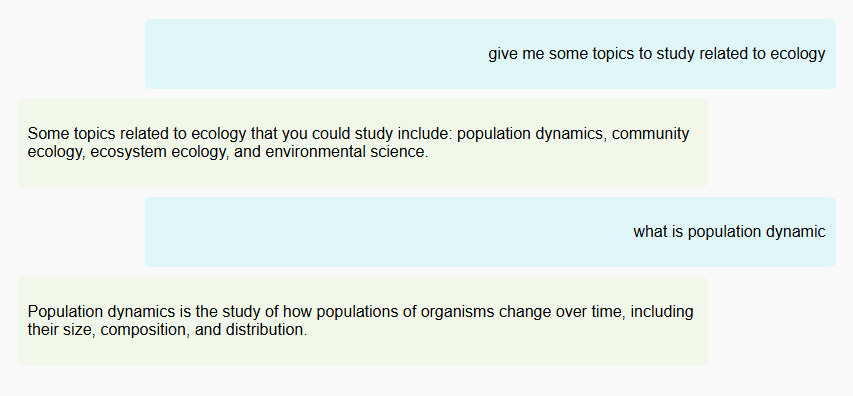 give me some topics to study related to ecology
Some topics related to ecology that you could study include: population dynamics, community
ecology, ecosystem ecology, and environmental science.
what is population dynamic
Population dynamics is the study of how populations of organisms change over time, including
their size, composition, and distribution.